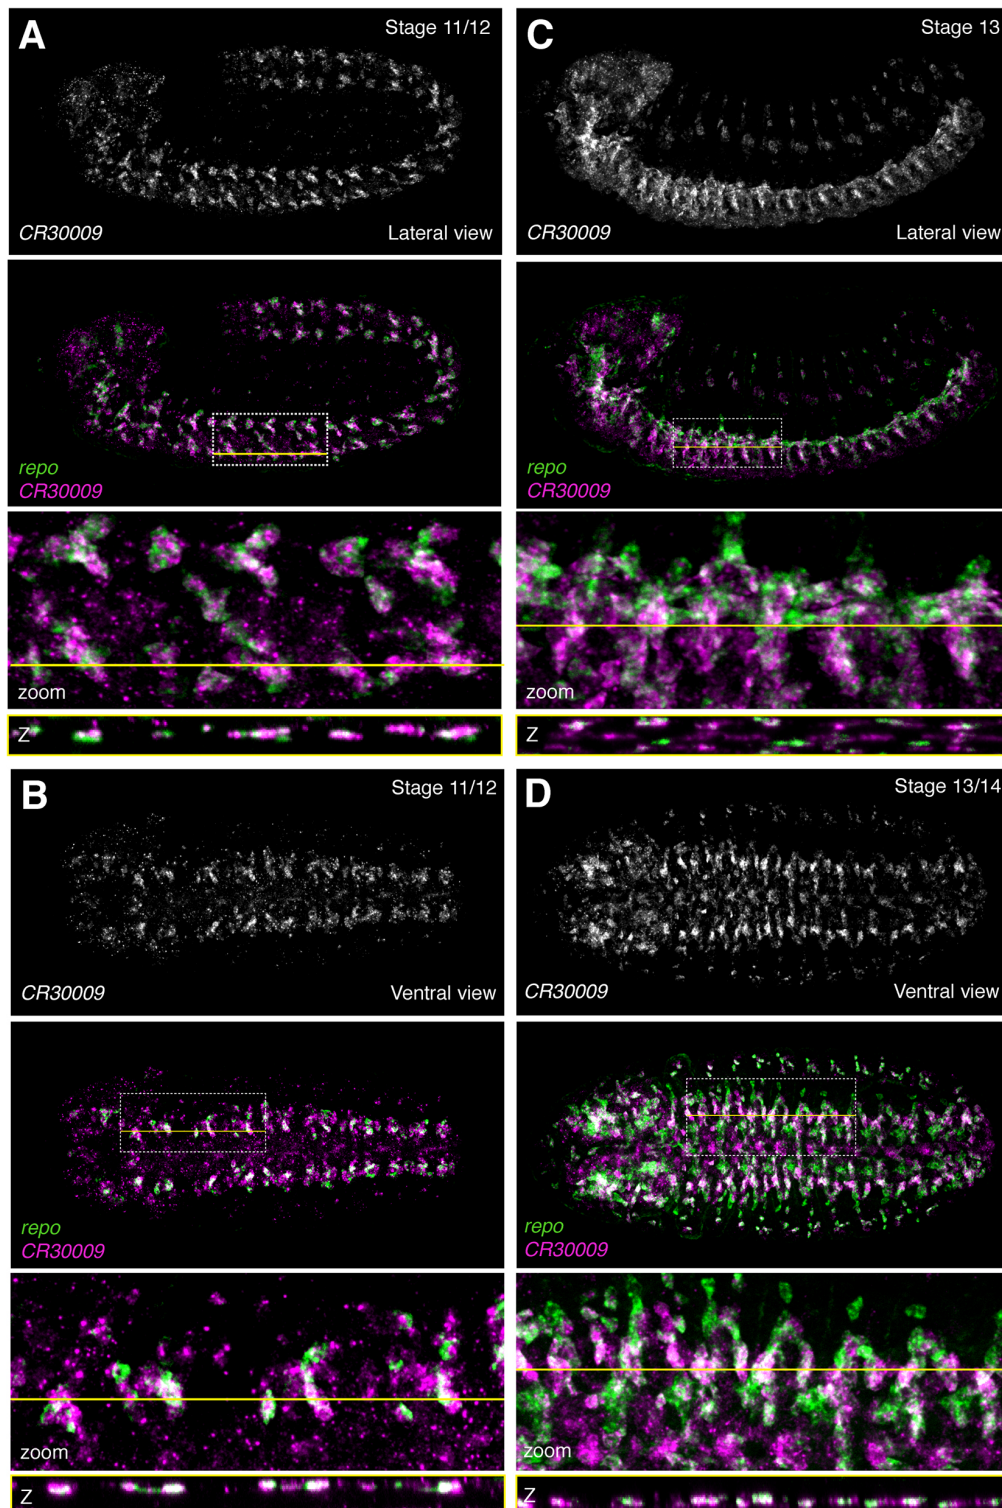 A
Stage 11/12
CR30009
Lateral view
repo
CR30009
zoom
Z
C
Stage 13
CR30009
Lateral view
repo
CR30009
zoom
Z
B
Stage 11/12
CR30009
Ventral view
repo
CR30009
zoom
Z
D
Stage 13/14
CR30009
Ventral view
repo
CR30009
zoom
Z